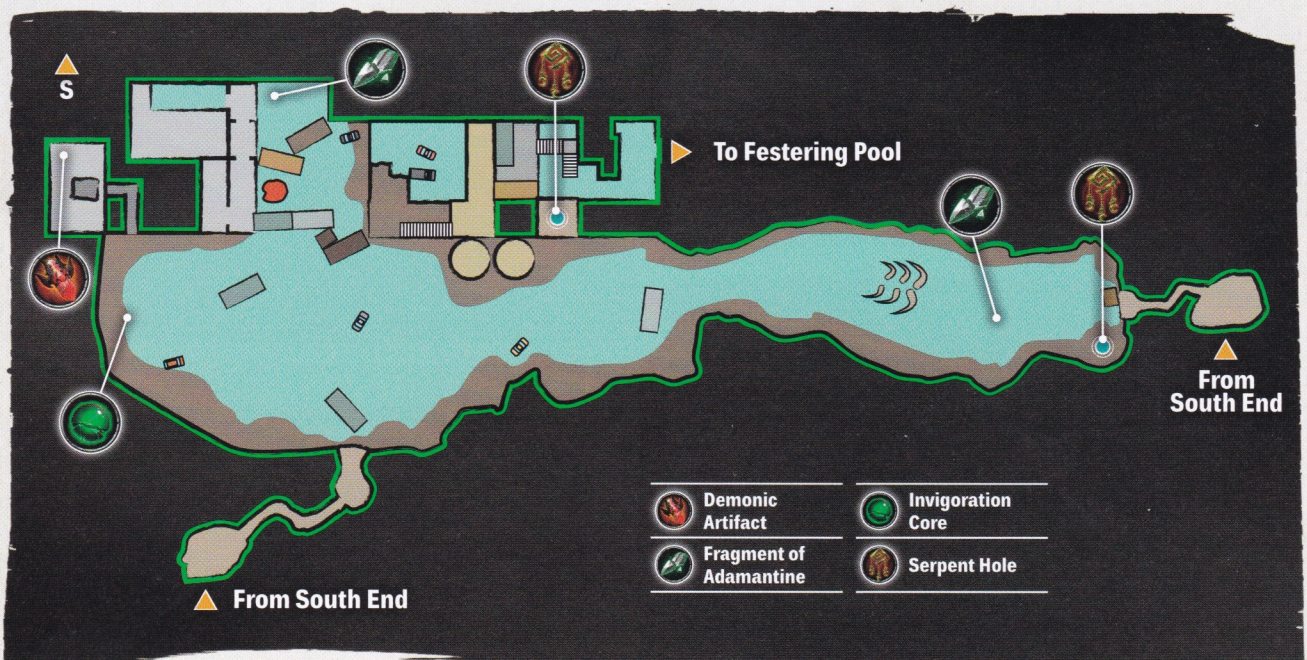 S
To Festering Pool
From
South End
Demonic
Artifact
Invigoration
Core
Fragment of
Adamantine
Serpent Hole
From South End